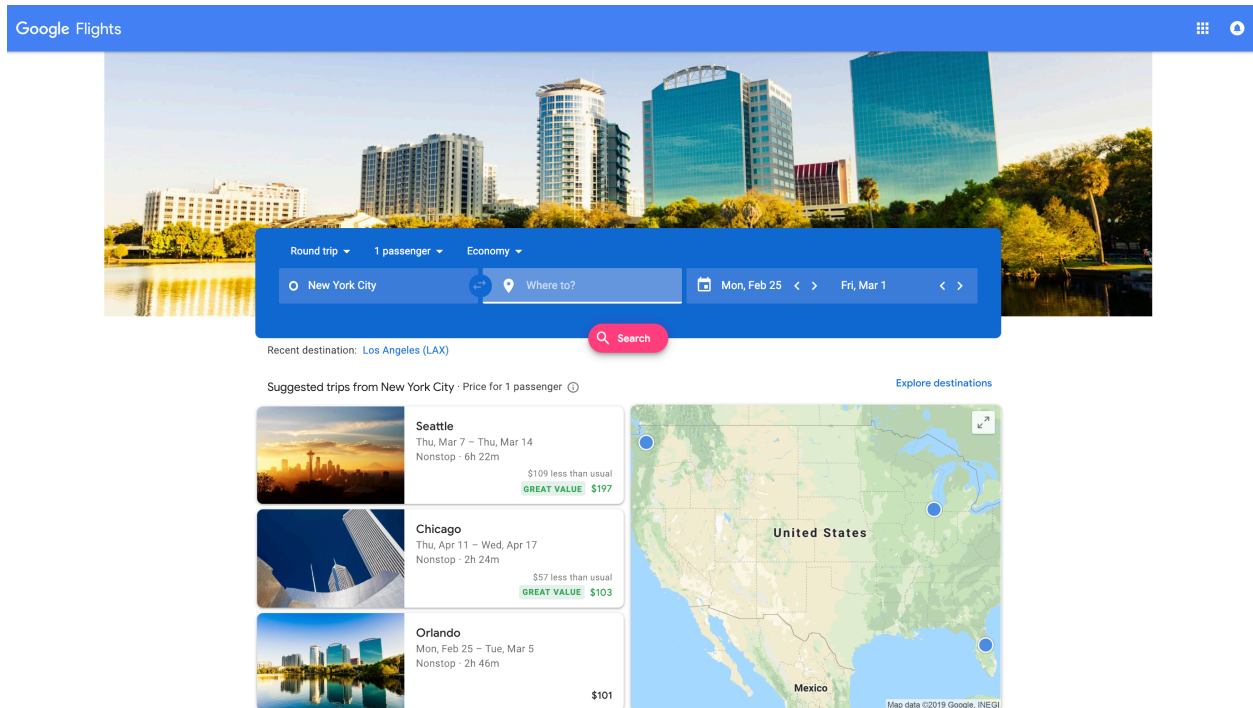 Google Flights
Round trip 1 passenger Economy
New York City Where to? Mon, Feb 25 Fri, Mar 1
Search
Recent destination: Los Angeles (LAX)
Suggested trips from New York City · Price for 1 passenger
Explore destinations
Seattle
Thu, Mar 7 – Thu, Mar 14
Nonstop · 6h 22m
$109 less than usual
GREAT VALUE $197
Chicago
Thu, Apr 11 – Wed, Apr 17
Nonstop · 2h 24m
$57 less than usual
GREAT VALUE $103
Orlando
Mon, Feb 25 – Tue, Mar 5
Nonstop · 2h 46m
$101
United States
Mexico
Map data ©2019 Google, INEGI